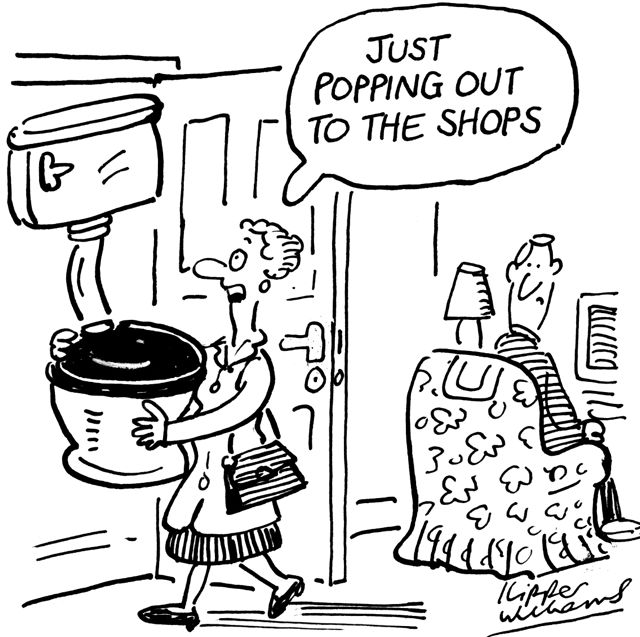 JUST
POPPING OUT
TO THE SHOPS
Kipper
Williams